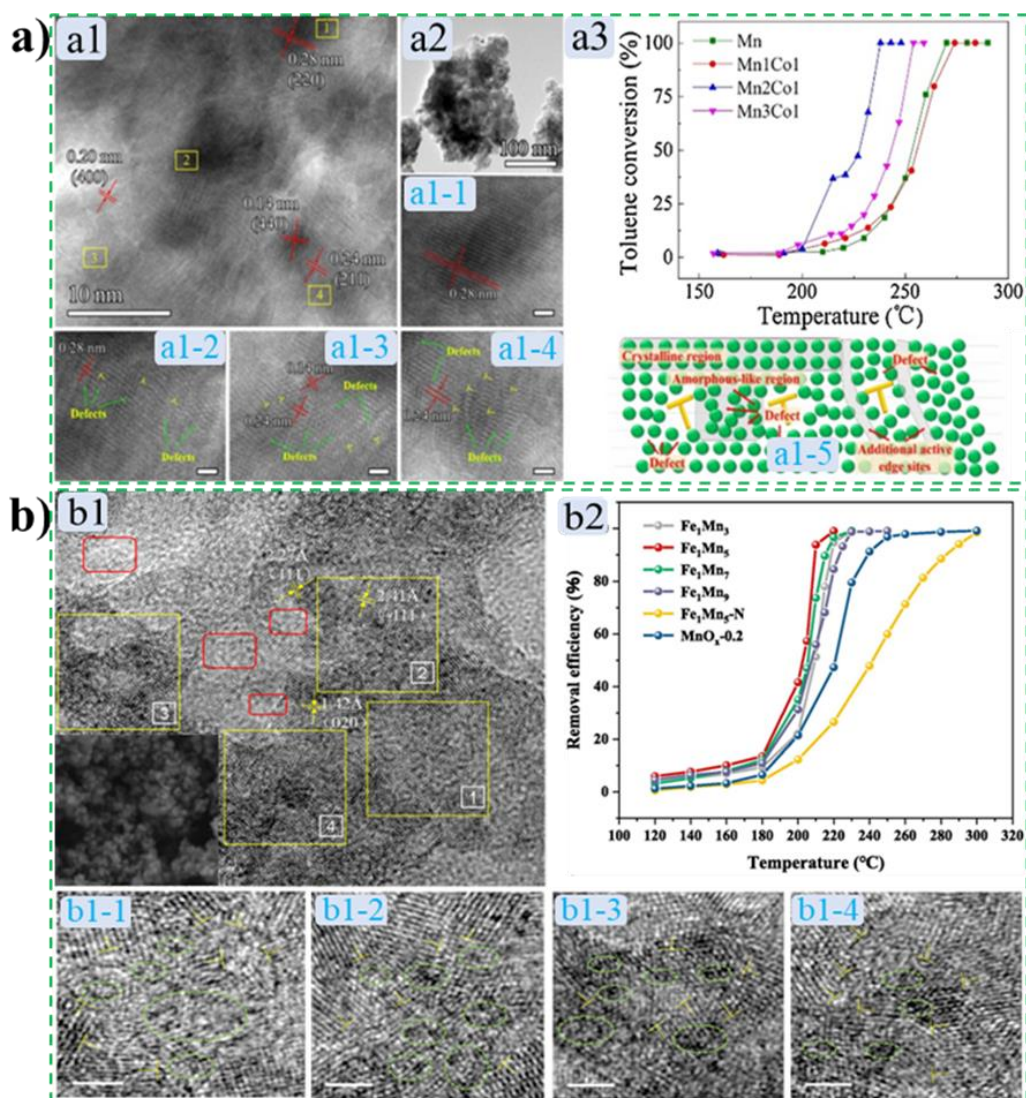 a)
a1
1
0.28 nm
(220)
2
0.20 nm
(400)
0.14 nm
(440)
0.24 nm
(211)
3
4
10 nm
a2
100 nm
a1-1
0.28 nm
a3
Toluene conversion (%)
100
75
50
25
0
Mn
Mn1Co1
Mn2Co1
Mn3Co1
150
200
250
300
Temperature (℃)
a1-2
0.28 nm
Defects
Defects
a1-3
0.14 nm
0.24 nm
Defects
Defects
a1-4
Defects
0.24 nm
Defects
Crystalline region
Amorphous-like region
Defect
Defect
Defect
Additional active
edge sites
a1-5
b)
b1
2.41Å
2
1.42Å
(020)
3
1
4
b2
Removal efficiency (%)
100
80
60
40
20
0
Fe₁Mn₃
Fe₁Mn₅
Fe₁Mn₇
Fe₁Mn₉
Fe₁Mn₅-N
MnOₓ-0.2
100
120
140
160
180
200
220
240
260
280
300
320
Temperature (℃)
b1-1
b1-2
b1-3
b1-4